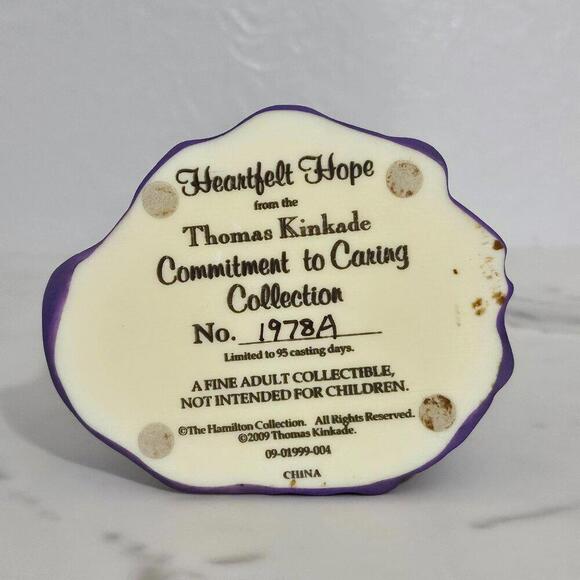 Heartfelt Hope
from the
Thomas Kinkade
Commitment to Caring
Collection
No. 1978A
Limited to 95 casting days.
A FINE ADULT COLLECTIBLE,
NOT INTENDED FOR CHILDREN.
©The Hamilton Collection. All Rights Reserved.
©2009 Thomas Kinkade.
09-01999-004
CHINA